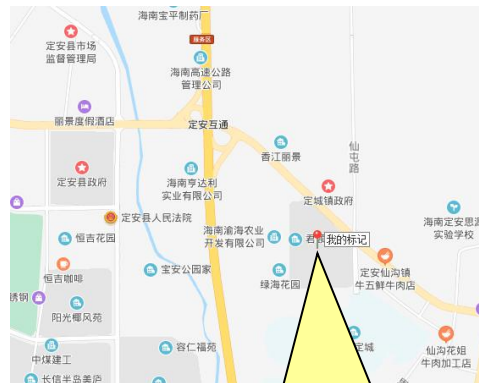 海南宝平制药厂
定安县市场
监督管理局
服务区
海南高速公路
管理公司
丽景度假酒店
定安互通
香江丽景
仙屯路
定安县政府
海南亨达利
实业有限公司
定城镇政府
定安县人民法院
海南定安思源
实验学校
恒吉花园
海南渝海农业
开发有限公司
我的标记
恒吉咖啡
宝安公园家
绿海花园
定安仙沟镇
牛五鲜牛肉店
阳光椰风苑
中煤建工
容仁福苑
定城
仙沟花姐
牛肉加工店
长信半岛美庐